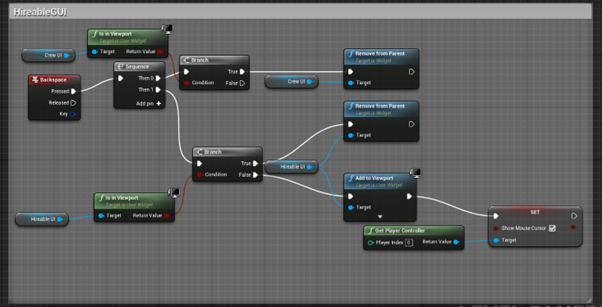 HireableGUI
Is in Viewport
Target is User Widget
Crew UI
Target
Return Value
Backspace
Pressed
Released
Key
Sequence
Then 0
Then 1
Add pin +
Branch
Condition
True
False
Crew UI
Remove from Parent
Target is Widget
Target
Remove from Parent
Target is Widget
Target
Branch
Condition
True
False
Hireable UI
Is in Viewport
Target is User Widget
Hireable UI
Target
Return Value
Add to Viewport
Target is User Widget
Target
Get Player Controller
Player Index 0
Return Value
SET
Show Mouse Cursor
Target